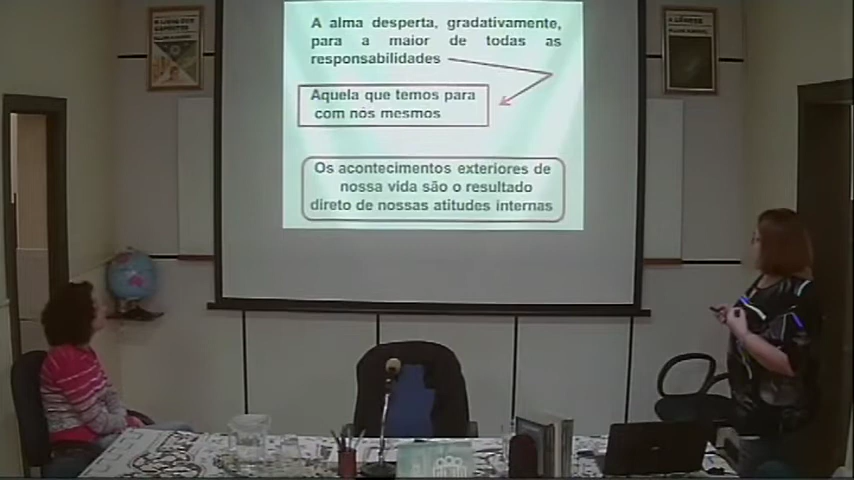 A alma desperta, gradativamente,
para a maior de todas as
responsabilidades
Aquela que temos para
com nós mesmos
Os acontecimentos exteriores de
nossa vida são o resultado
direto de nossas atitudes internas